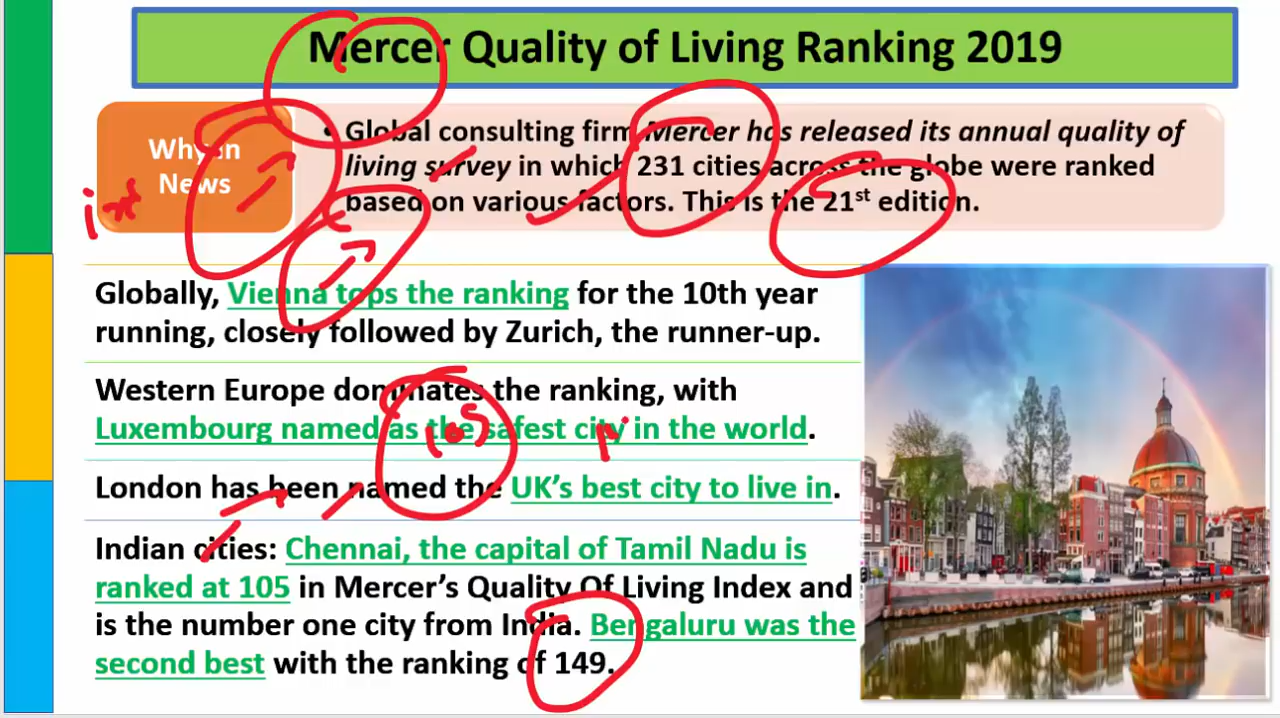 Mercer Quality of Living Ranking 2019
Why in
News
• Global consulting firm Mercer has released its annual quality of
living survey in which 231 cities across the globe were ranked
based on various factors. This is the 21st edition.
ist
Globally, Vienna tops the ranking for the 10th year
running, closely followed by Zurich, the runner-up.
Western Europe dominates the ranking, with
Luxembourg named as the safest city in the world.
105
London has been named the UK's best city to live in.
Indian cities: Chennai, the capital of Tamil Nadu is
ranked at 105 in Mercer's Quality Of Living Index and
is the number one city from India. Bengaluru was the
second best with the ranking of 149.